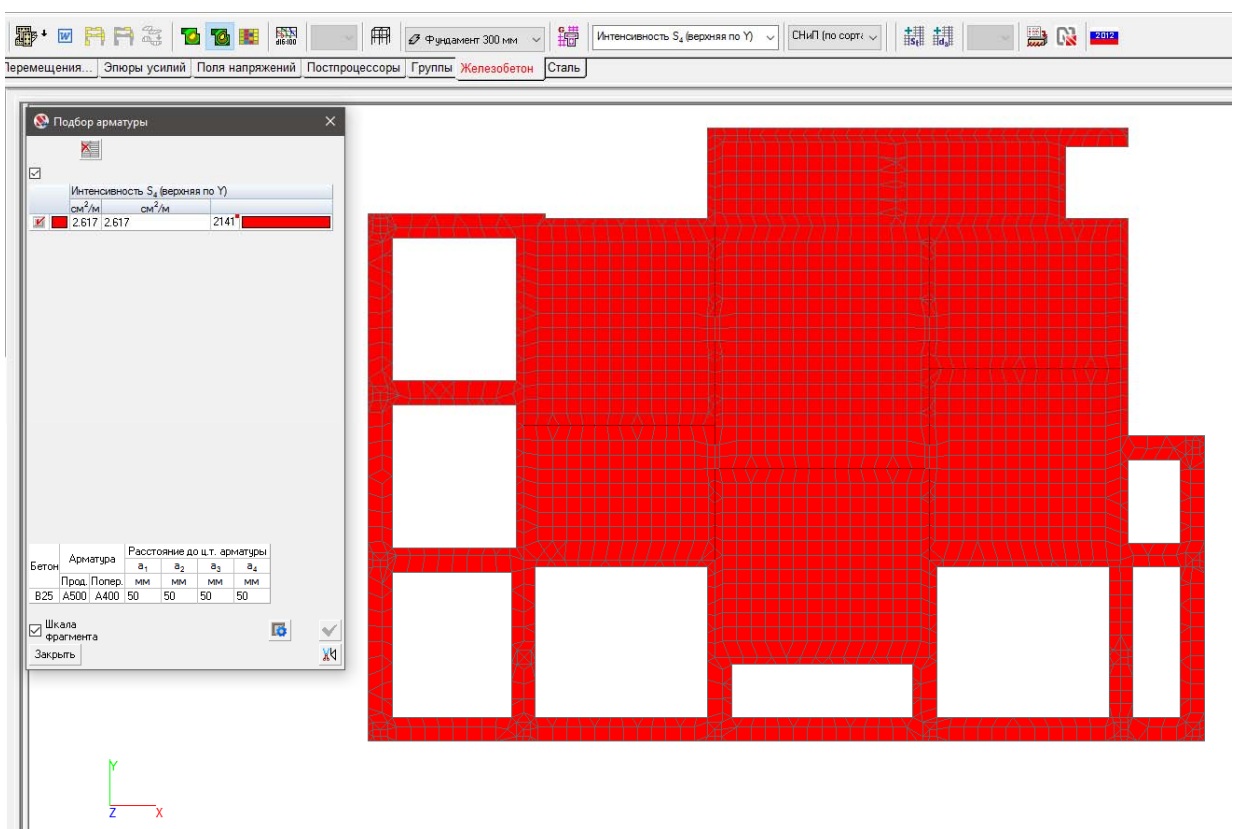 W d16-100 Фундамент 300 мм Интенсивность S₄ (верхняя по Y) СНиП (по сорта 2012
Перемещения... Эпюры усилий Поля напряжений Постпроцессоры Группы Железобетон Сталь
Подбор арматуры
Интенсивность S₄ (верхняя по Y)
см²/м см²/м
2.617 2.617 2141
Бетон Арматура Расстояние до ц.т. арматуры
a₁ a₂ a₃ a₄
Прод. Попер. мм мм мм мм
B25 A500 A400 50 50 50 50
Шкала
фрагмента
Закрыть
Y
Z X